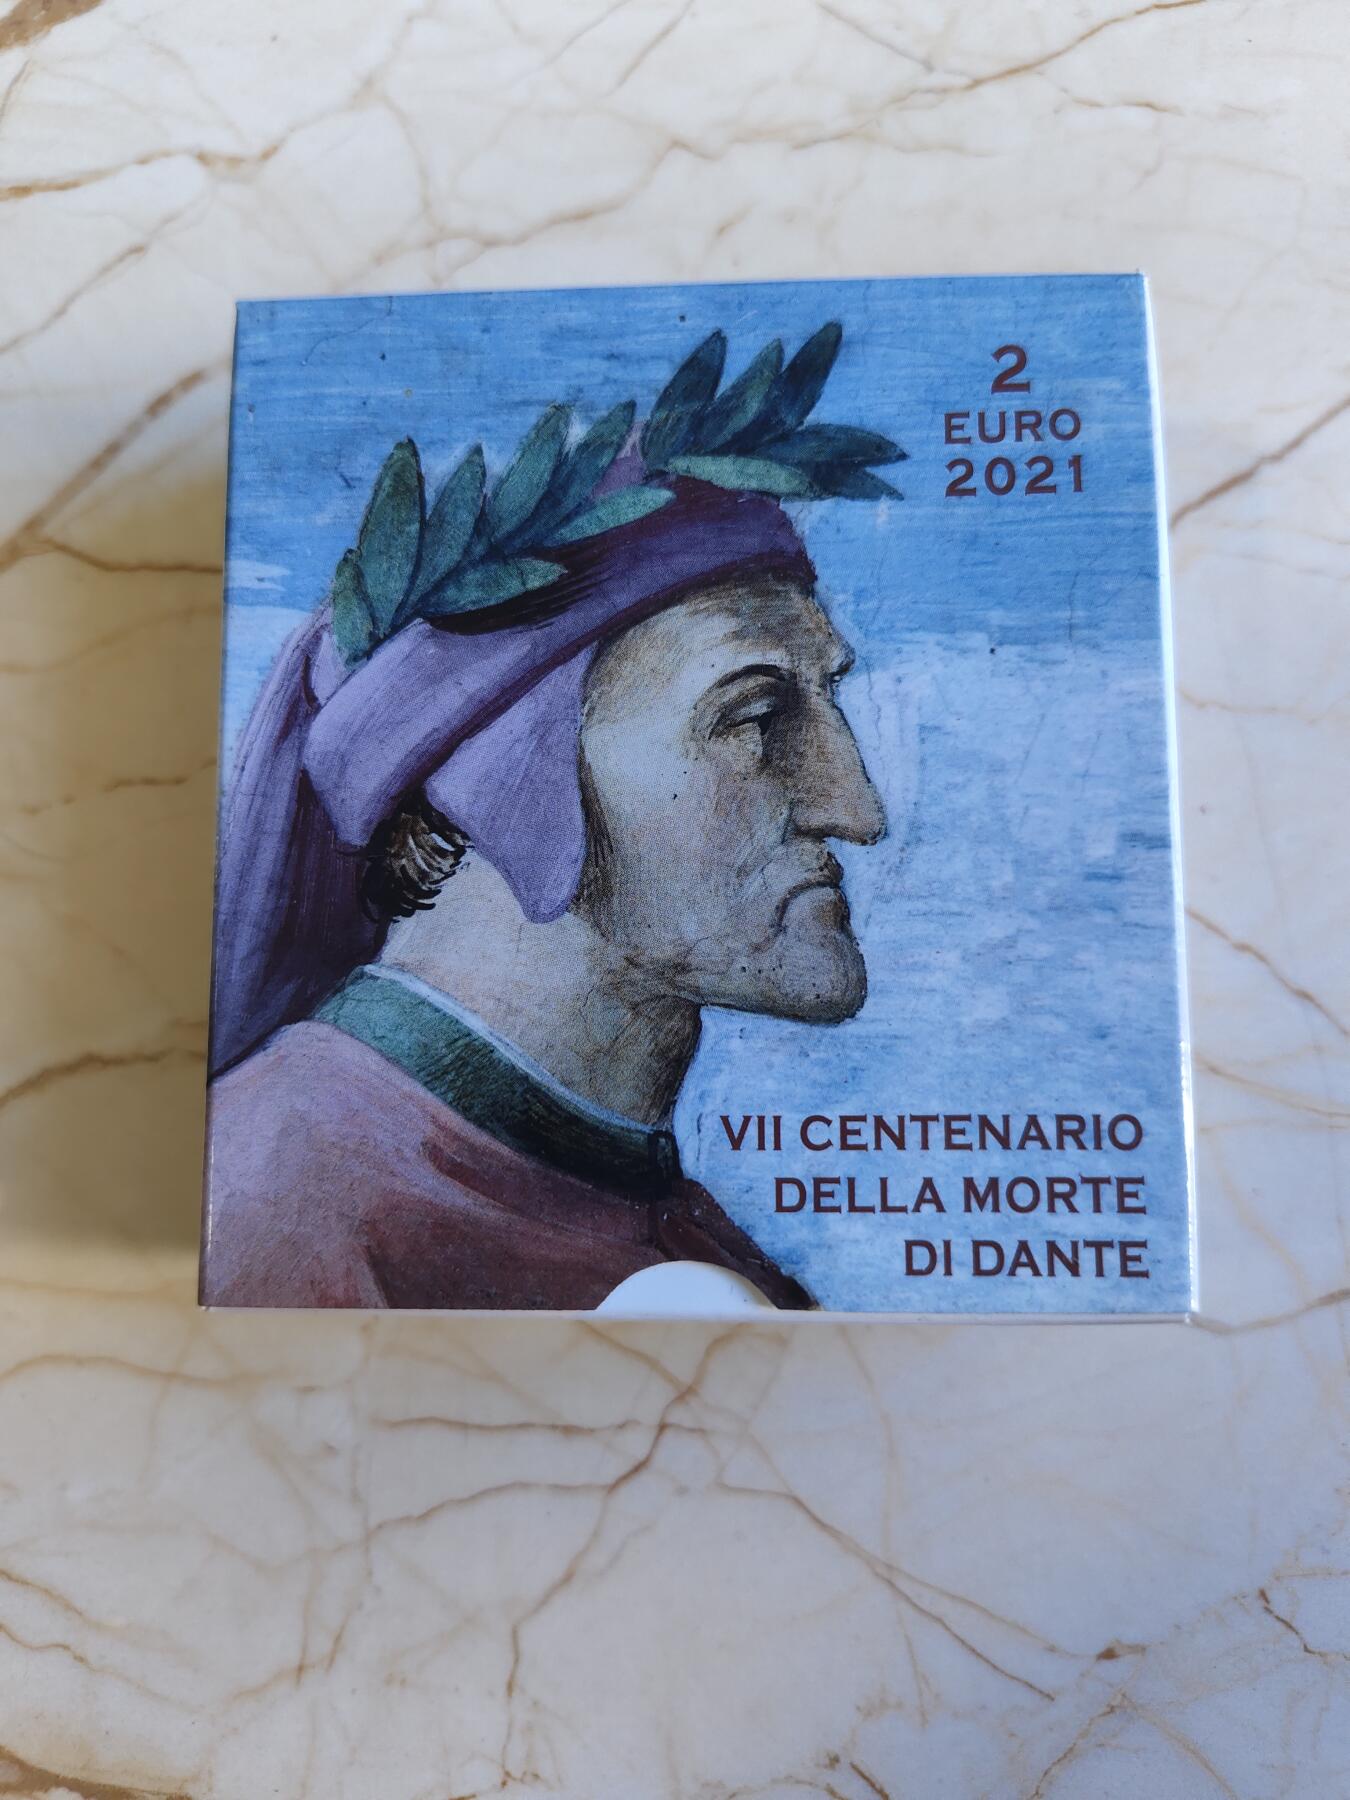 2
EURO
2021
VII CENTENARIO
DELLA MORTE
DI DANTE